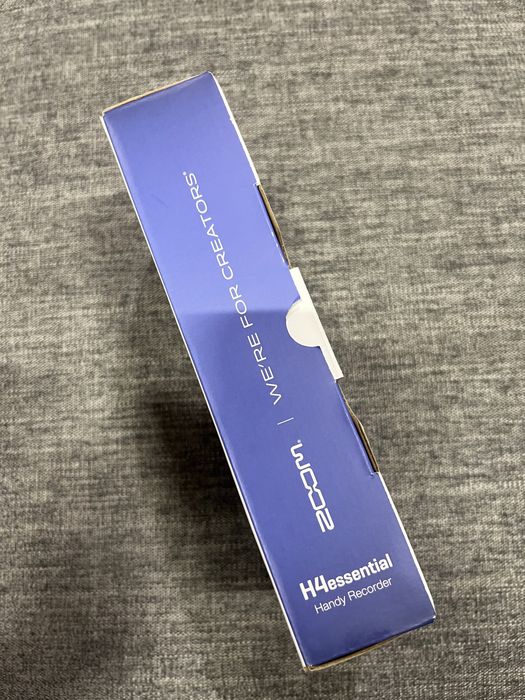 ZOOM® | WE'RE FOR CREATORS®
H4essential
Handy Recorder